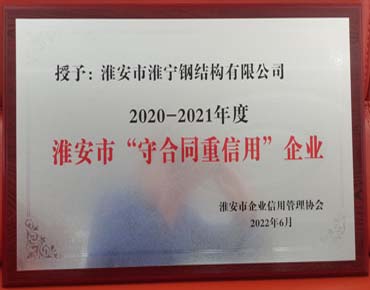 授予：淮安市淮宁钢结构有限公司
2020-2021年度
淮安市“守合同重信用”企业
淮安市企业信用管理协会
2022年6月